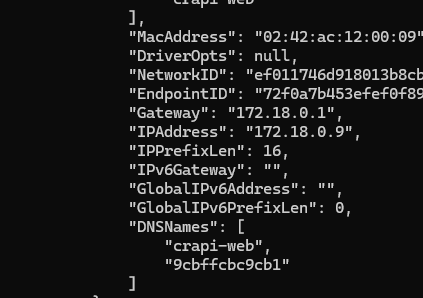 crapi-web"
],
"MacAddress": "02:42:ac:12:00:09"
"DriverOpts": null,
"NetworkID": "ef011746d918013b8cb
"EndpointID": "72f0a7b453efef0f89
"Gateway": "172.18.0.1",
"IPAddress": "172.18.0.9",
"IPPrefixLen": 16,
"IPv6Gateway": "",
"GlobalIPv6Address": "",
"GlobalIPv6PrefixLen": 0,
"DNSNames": [
"crapi-web",
"9cbffcbc9cb1"
]